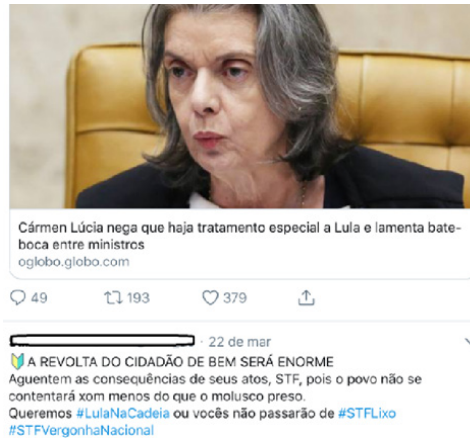 Cármen Lúcia nega que haja tratamento especial a Lula e lamenta bate-
boca entre ministros
oglobo.globo.com
49 193 379
· 22 de mar
A REVOLTA DO CIDADÃO DE BEM SERÁ ENORME
Aguentem as consequências de seus atos, STF, pois o povo não se
contentará xom menos do que o molusco preso.
Queremos #LulaNaCadeia ou vocês não passarão de #STFLixo
#STFVergonhaNacional